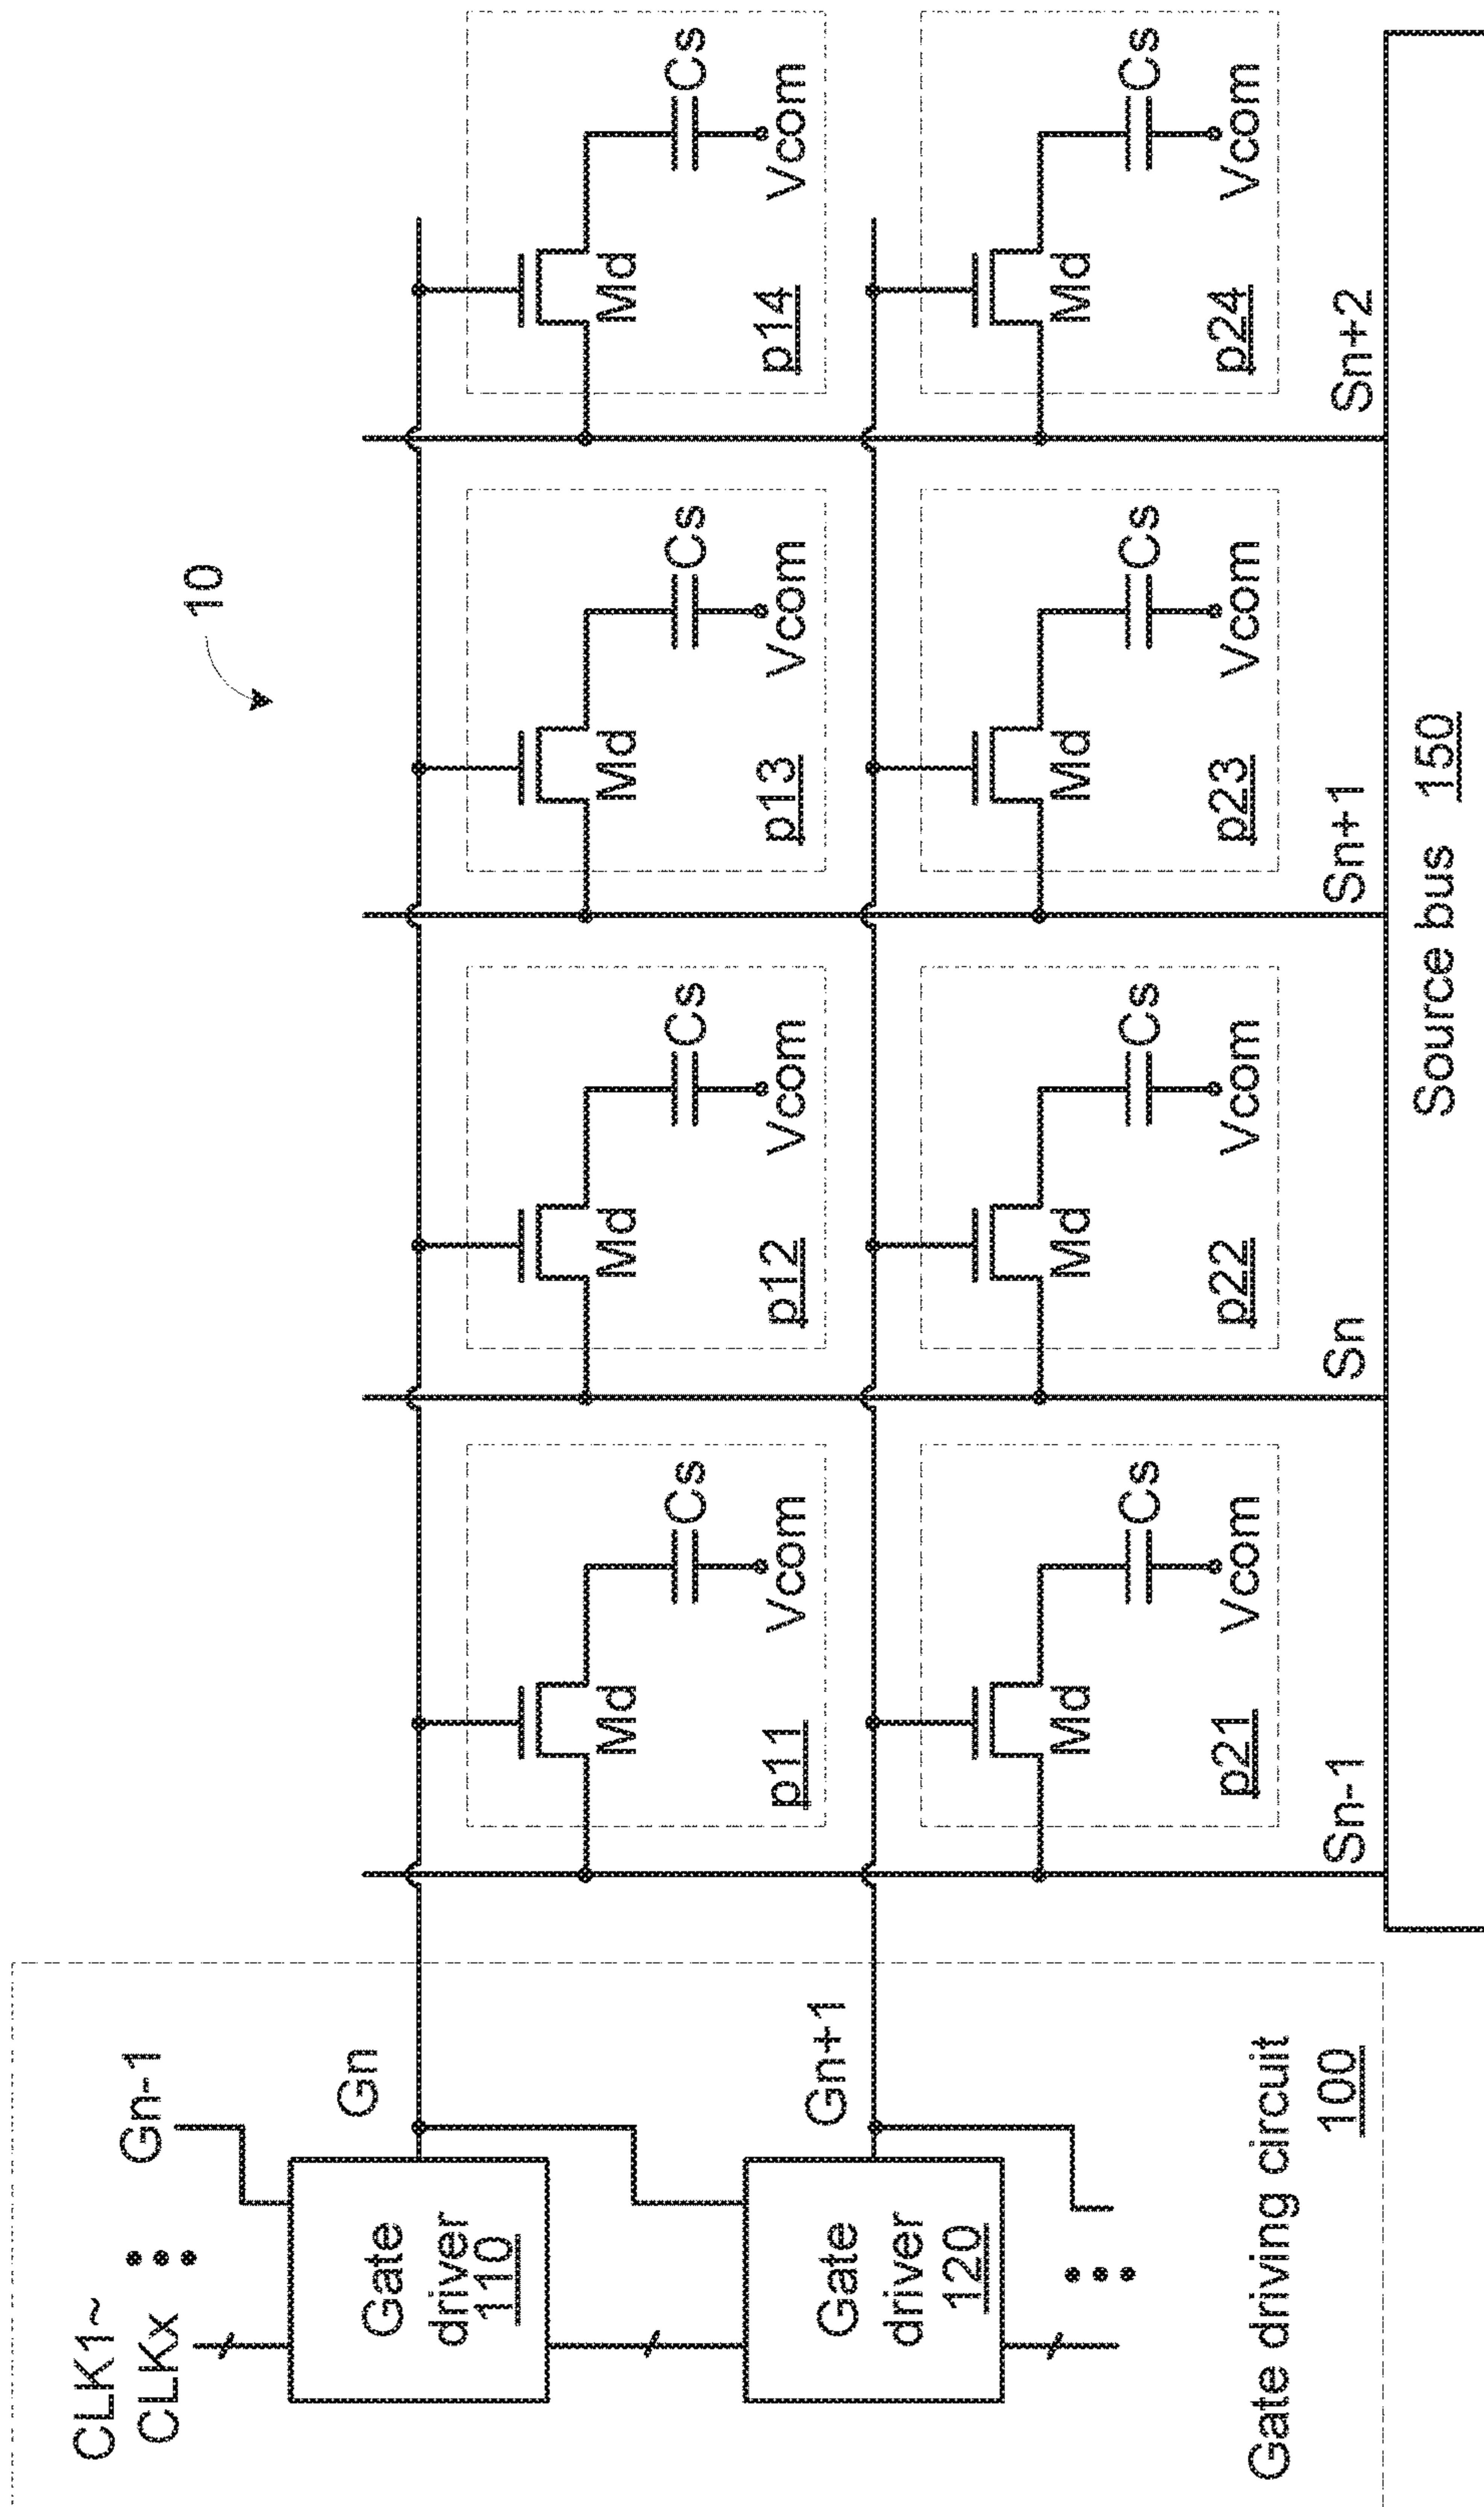 10
CLK1~
CLKx
Gn-1
Gate
driver
110
Gn
Md
Cs
Vcom
p11
Md
Cs
Vcom
p12
Md
Cs
Vcom
p13
Md
Cs
Vcom
p14
Gate
driver
120
Gn+1
Md
Cs
Vcom
p21
Md
Cs
Vcom
p22
Md
Cs
Vcom
p23
Md
Cs
Vcom
p24
Gate driving circuit
100
Sn-1
Sn
Sn+1
Sn+2
Source bus 150